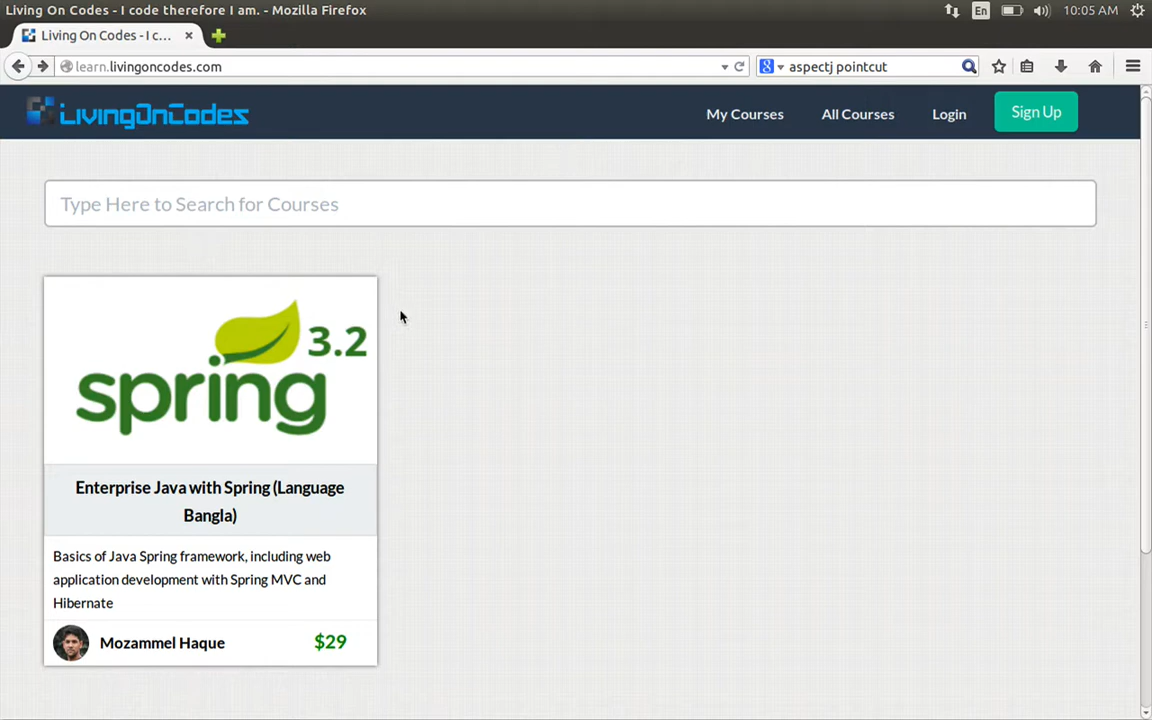 Living On Codes - I code therefore I am. - Mozilla Firefox
En
10:05 AM
Living On Codes - I c...
learn.livingoncodes.com
aspectj pointcut
LivingOnCodes
My Courses
All Courses
Login
Sign Up
Type Here to Search for Courses
3.2
spring
Enterprise Java with Spring (Language
Bangla)
Basics of Java Spring framework, including web
application development with Spring MVC and
Hibernate
Mozammel Haque
$29